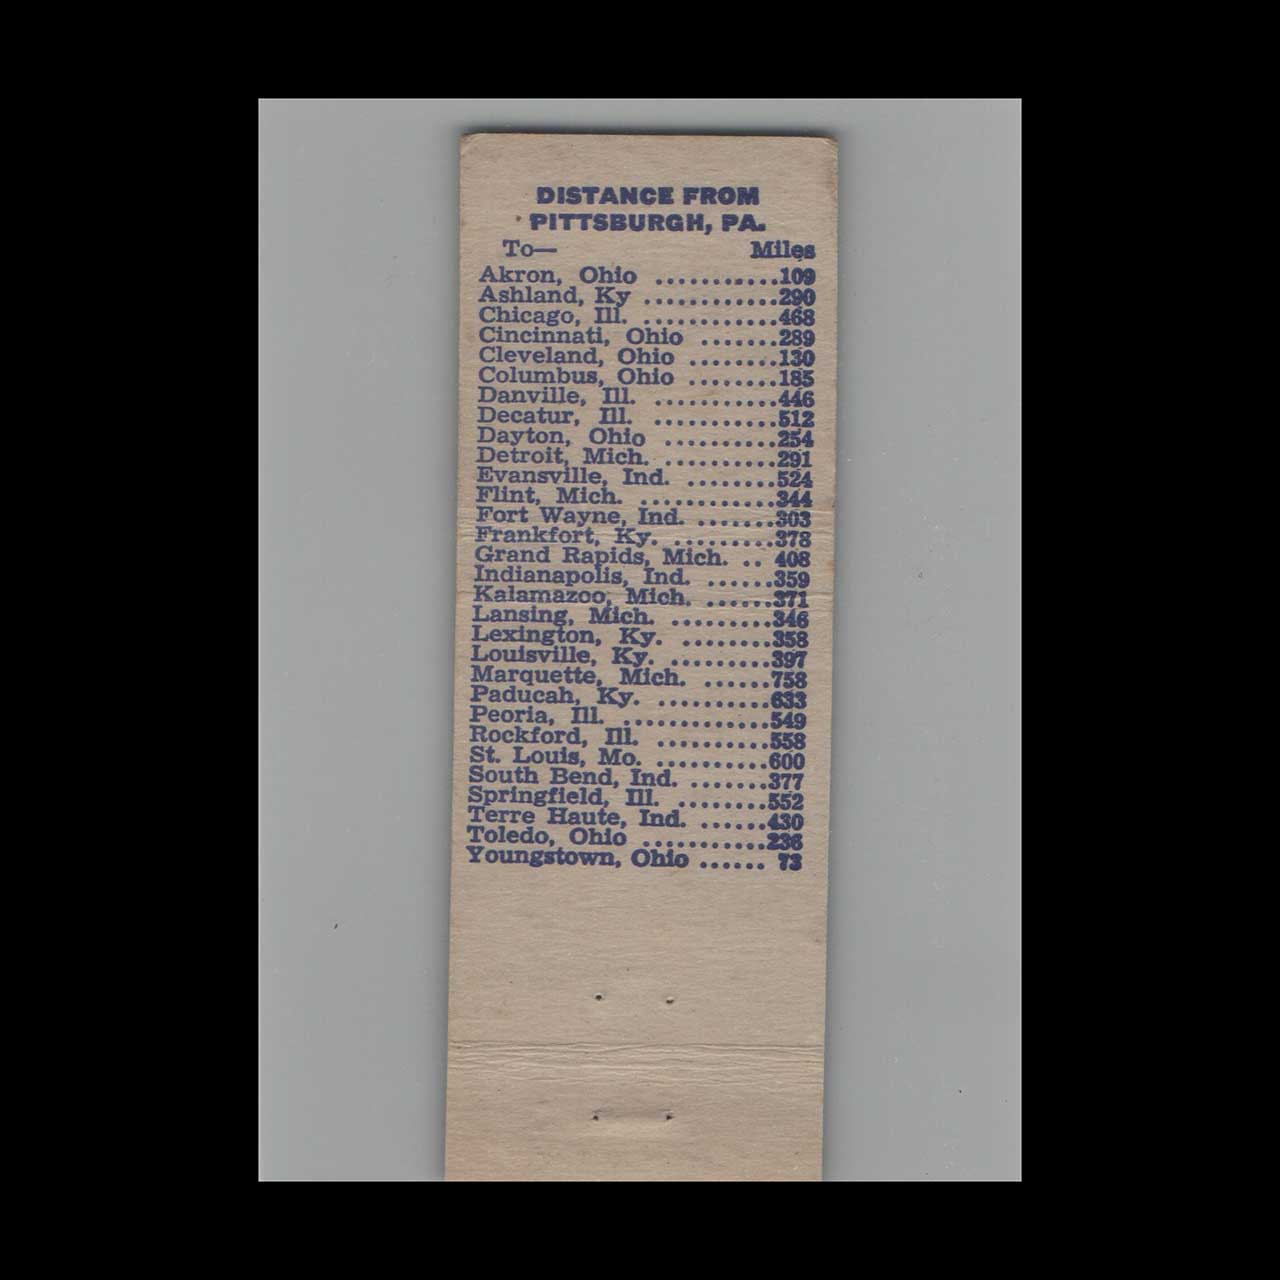 DISTANCE FROM
PITTSBURGH, PA.
To— Miles
Akron, Ohio ...........109
Ashland, Ky ............290
Chicago, Ill. ............468
Cincinnati, Ohio .......289
Cleveland, Ohio ........130
Columbus, Ohio ........185
Danville, Ill. ...........446
Decatur, Ill. ...........512
Dayton, Ohio ..........254
Detroit, Mich. ..........291
Evansville, Ind. ........524
Flint, Mich. ............344
Fort Wayne, Ind. .......303
Frankfort, Ky. .........378
Grand Rapids, Mich. .. 408
Indianapolis, Ind. ......359
Kalamazoo, Mich. ......371
Lansing, Mich. .........346
Lexington, Ky. ........358
Louisville, Ky. .........397
Marquette, Mich. ......758
Paducah, Ky. ..........633
Peoria, Ill. .............549
Rockford, Ill. ..........558
St. Louis, Mo. ..........600
South Bend, Ind. .......377
Springfield, Ill. ........552
Terre Haute, Ind. ......430
Toledo, Ohio ...........236
Youngstown, Ohio ...... 73